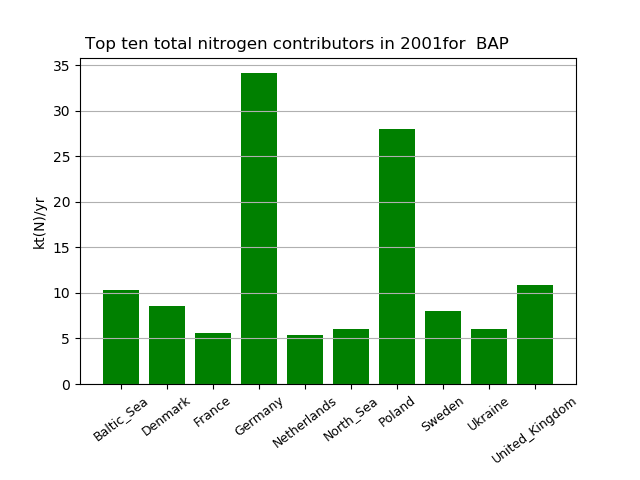 Top ten total nitrogen contributors in 2001for  BAP
35
30
25
20
15
10
5
0
kt(N)/yr
Baltic_Sea
Denmark
France
Germany
Netherlands
North_Sea
Poland
Sweden
Ukraine
United_Kingdom